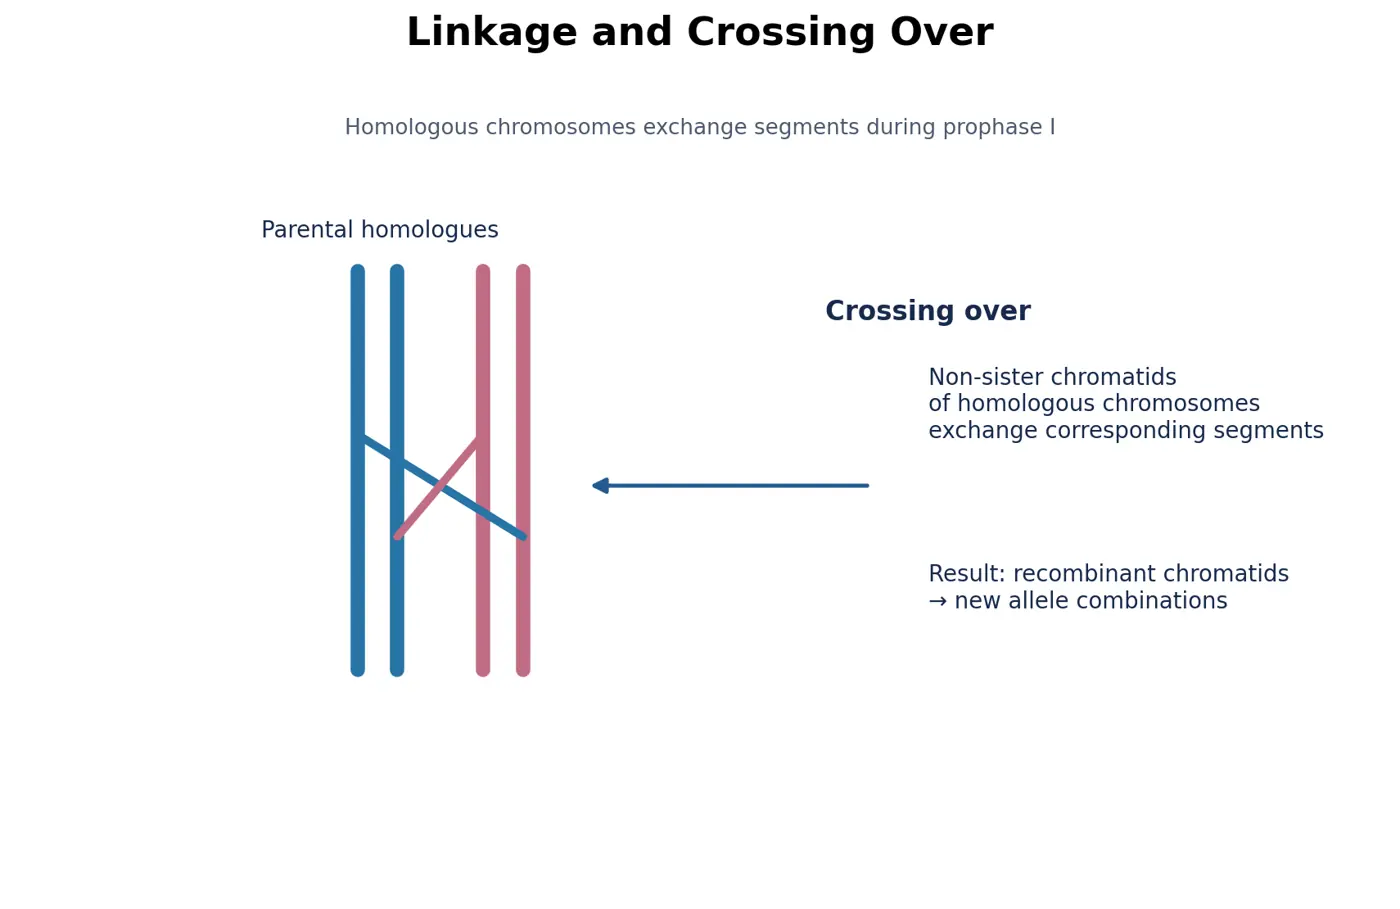 Linkage and Crossing Over
Homologous chromosomes exchange segments during prophase I
Parental homologues
Crossing over
Non-sister chromatids
of homologous chromosomes
exchange corresponding segments
Result: recombinant chromatids
→ new allele combinations